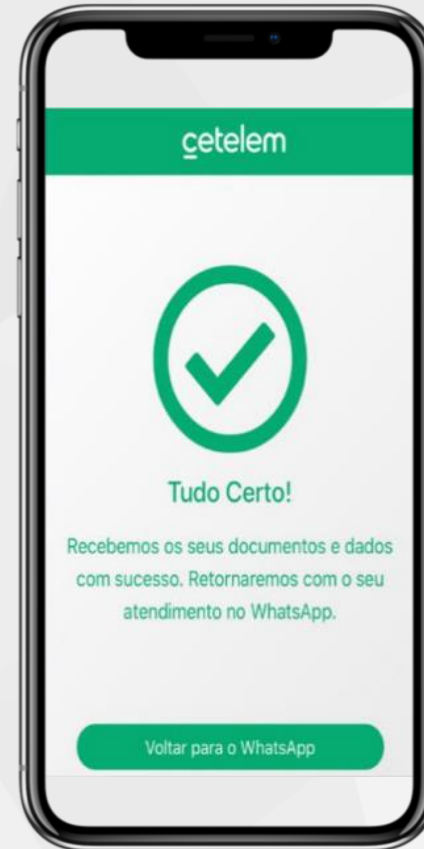 cetelem
Tudo Certo!
Recebemos os seus documentos e dados
com sucesso. Retornaremos com o seu
atendimento no WhatsApp.
Voltar para o WhatsApp